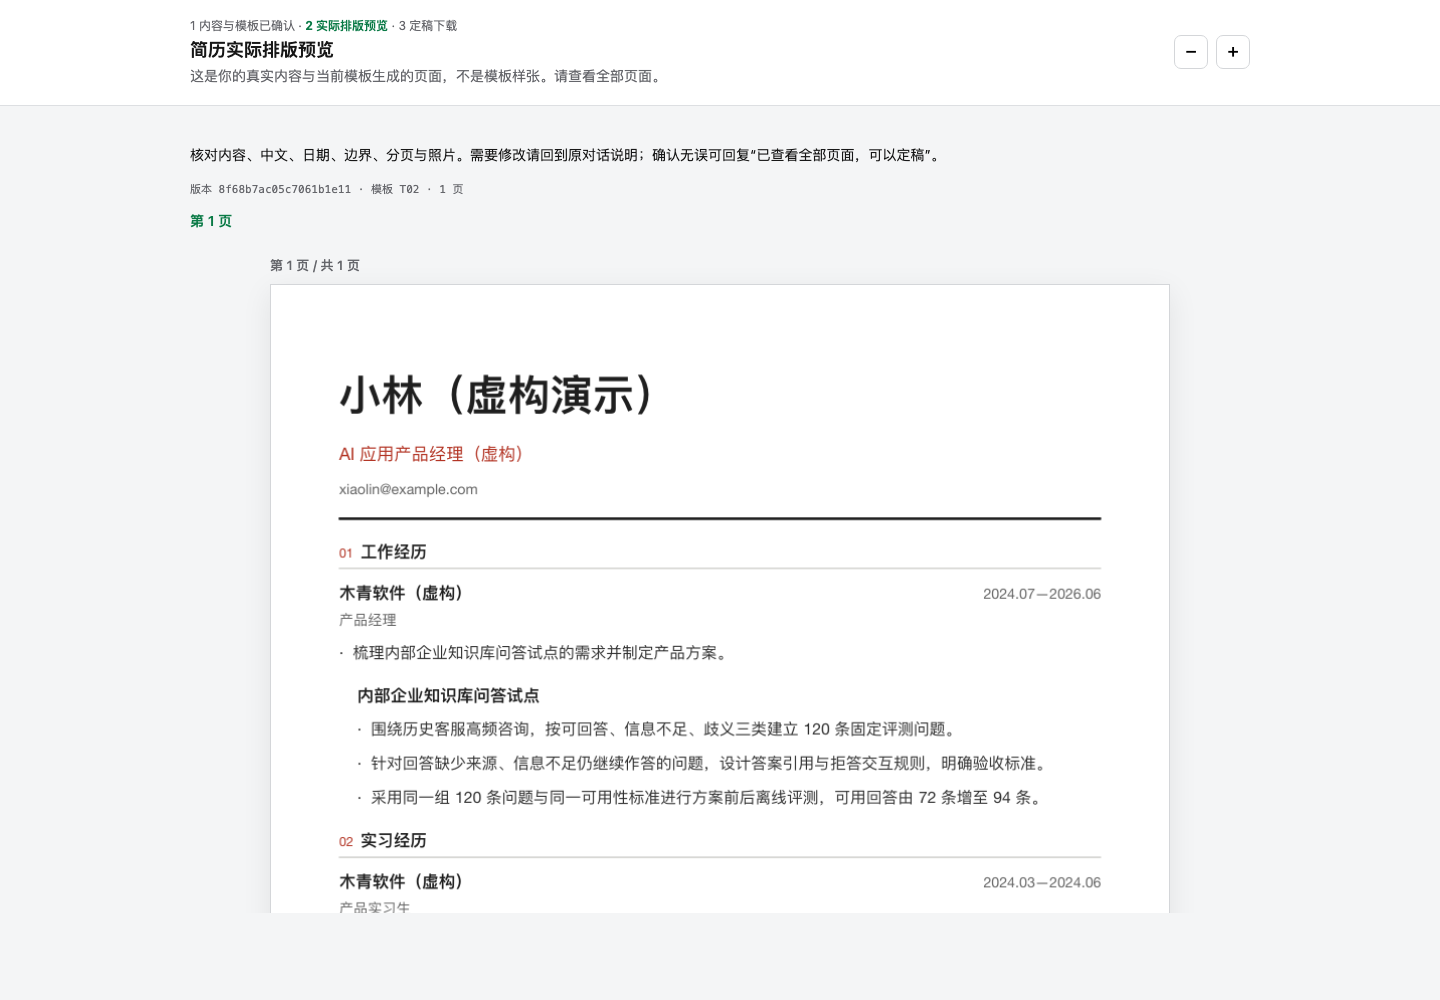 1 内容与模板已确认 · 2 实际排版预览 · 3 定稿下载
简历实际排版预览
这是你的真实内容与当前模板生成的页面，不是模板样张。请查看全部页面。
− +
核对内容、中文、日期、边界、分页与照片。需要修改请回到原对话说明；确认无误可回复“已查看全部页面，可以定稿”。
版本 8f68b7ac05c7061b1e11 · 模板 T02 · 1 页
第 1 页
第 1 页 / 共 1 页
小林（虚构演示）
AI 应用产品经理（虚构）
xiaolin@example.com
01 工作经历
木青软件（虚构） 2024.07—2026.06
产品经理
· 梳理内部企业知识库问答试点的需求并制定产品方案。
内部企业知识库问答试点
· 围绕历史客服高频咨询，按可回答、信息不足、歧义三类建立 120 条固定评测问题。
· 针对回答缺少来源、信息不足仍继续作答的问题，设计答案引用与拒答交互规则，明确验收标准。
· 采用同一组 120 条问题与同一可用性标准进行方案前后离线评测，可用回答由 72 条增至 94 条。
02 实习经历
木青软件（虚构） 2024.03—2024.06
产品实习生